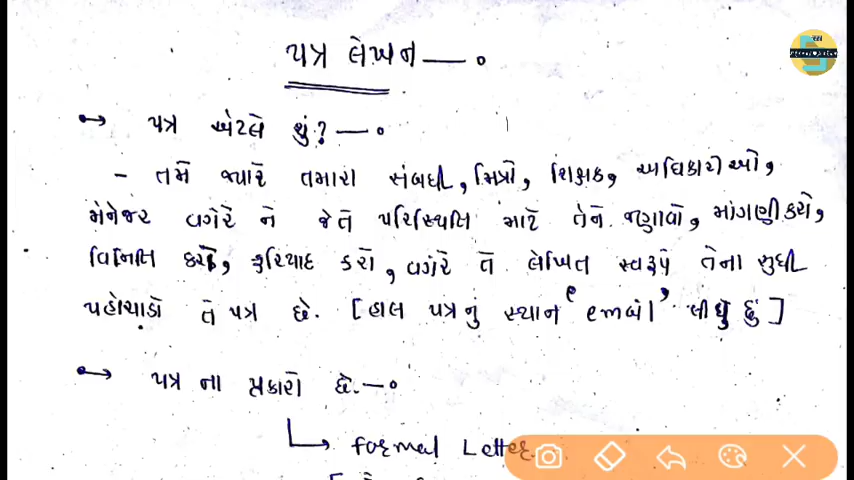 પત્ર લેખન —०
→ પત્ર એટલે શું? —०
- તમે જ્યારે તમારા સંબધી, મિત્રો, શિક્ષક, અધિકારીઓ,
મેનેજર વગેરે ને જેતે પરિસ્થિતિ માટે તેને જણાવો, માંગણી કરો,
વિનંતિ કરો, ફરિયાદ કરો, વગેરે તે લેખિત સ્વરૂપે તેના સુધી
પહોચાડો તે પત્ર છે. [હાલ પત્રનું સ્થાન 'email' લીધું છું]
→ પત્ર ના પ્રકારો છે.—०
↳ formal Letter